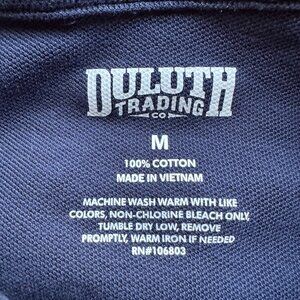 DULUTH
TRADING
CO
M
100% COTTON
MADE IN VIETNAM
MACHINE WASH WARM WITH LIKE
COLORS, NON-CHLORINE BLEACH ONLY,
TUMBLE DRY LOW, REMOVE
PROMPTLY, WARM IRON IF NEEDED
RN#106803